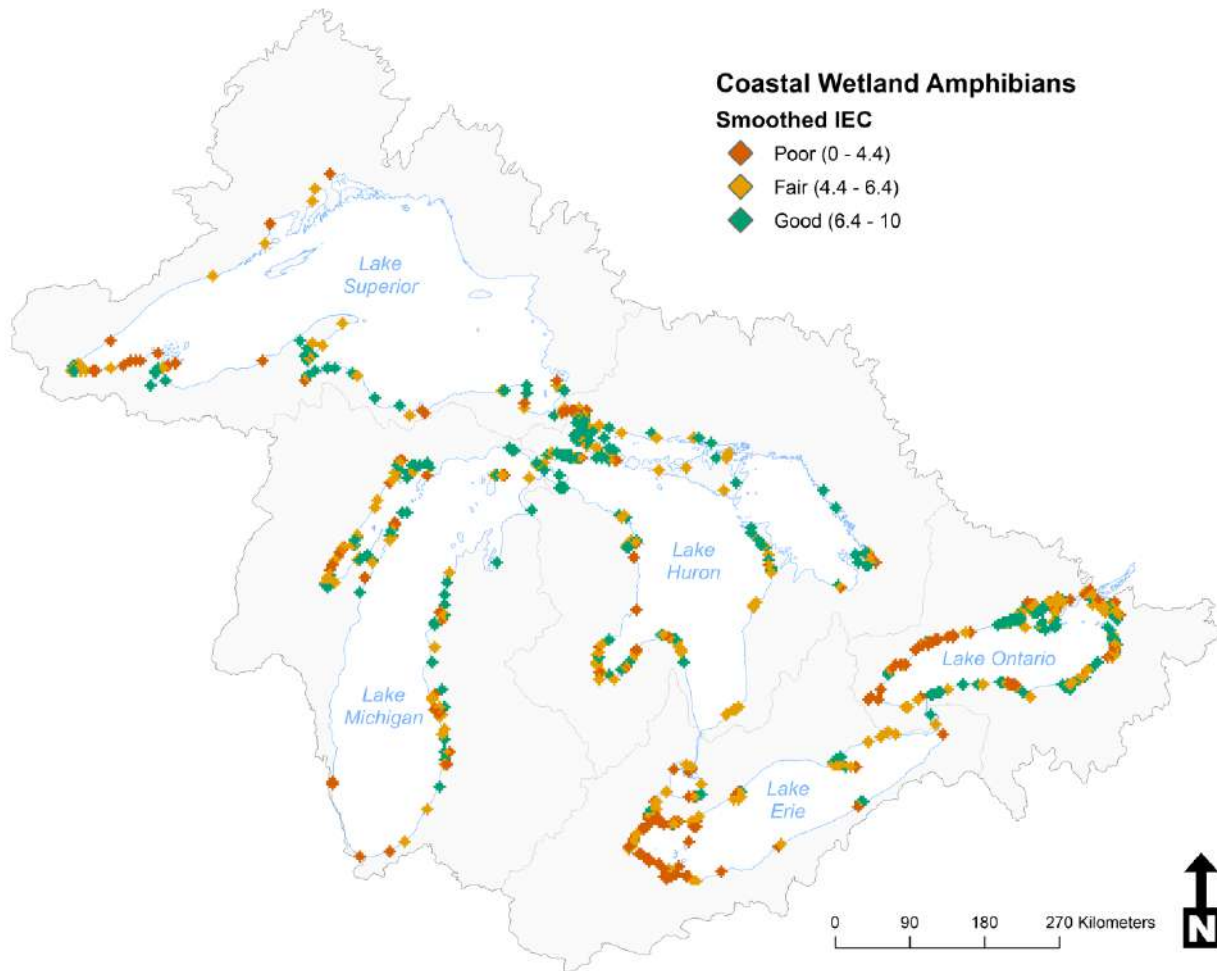 Coastal Wetland Amphibians
Smoothed IEC
Poor (0 - 4.4)
Fair (4.4 - 6.4)
Good (6.4 - 10
Lake
Superior
Lake
Huron
Lake Ontario
Lake
Michigan
Lake
Erie
0 90 180 270 Kilometers
N